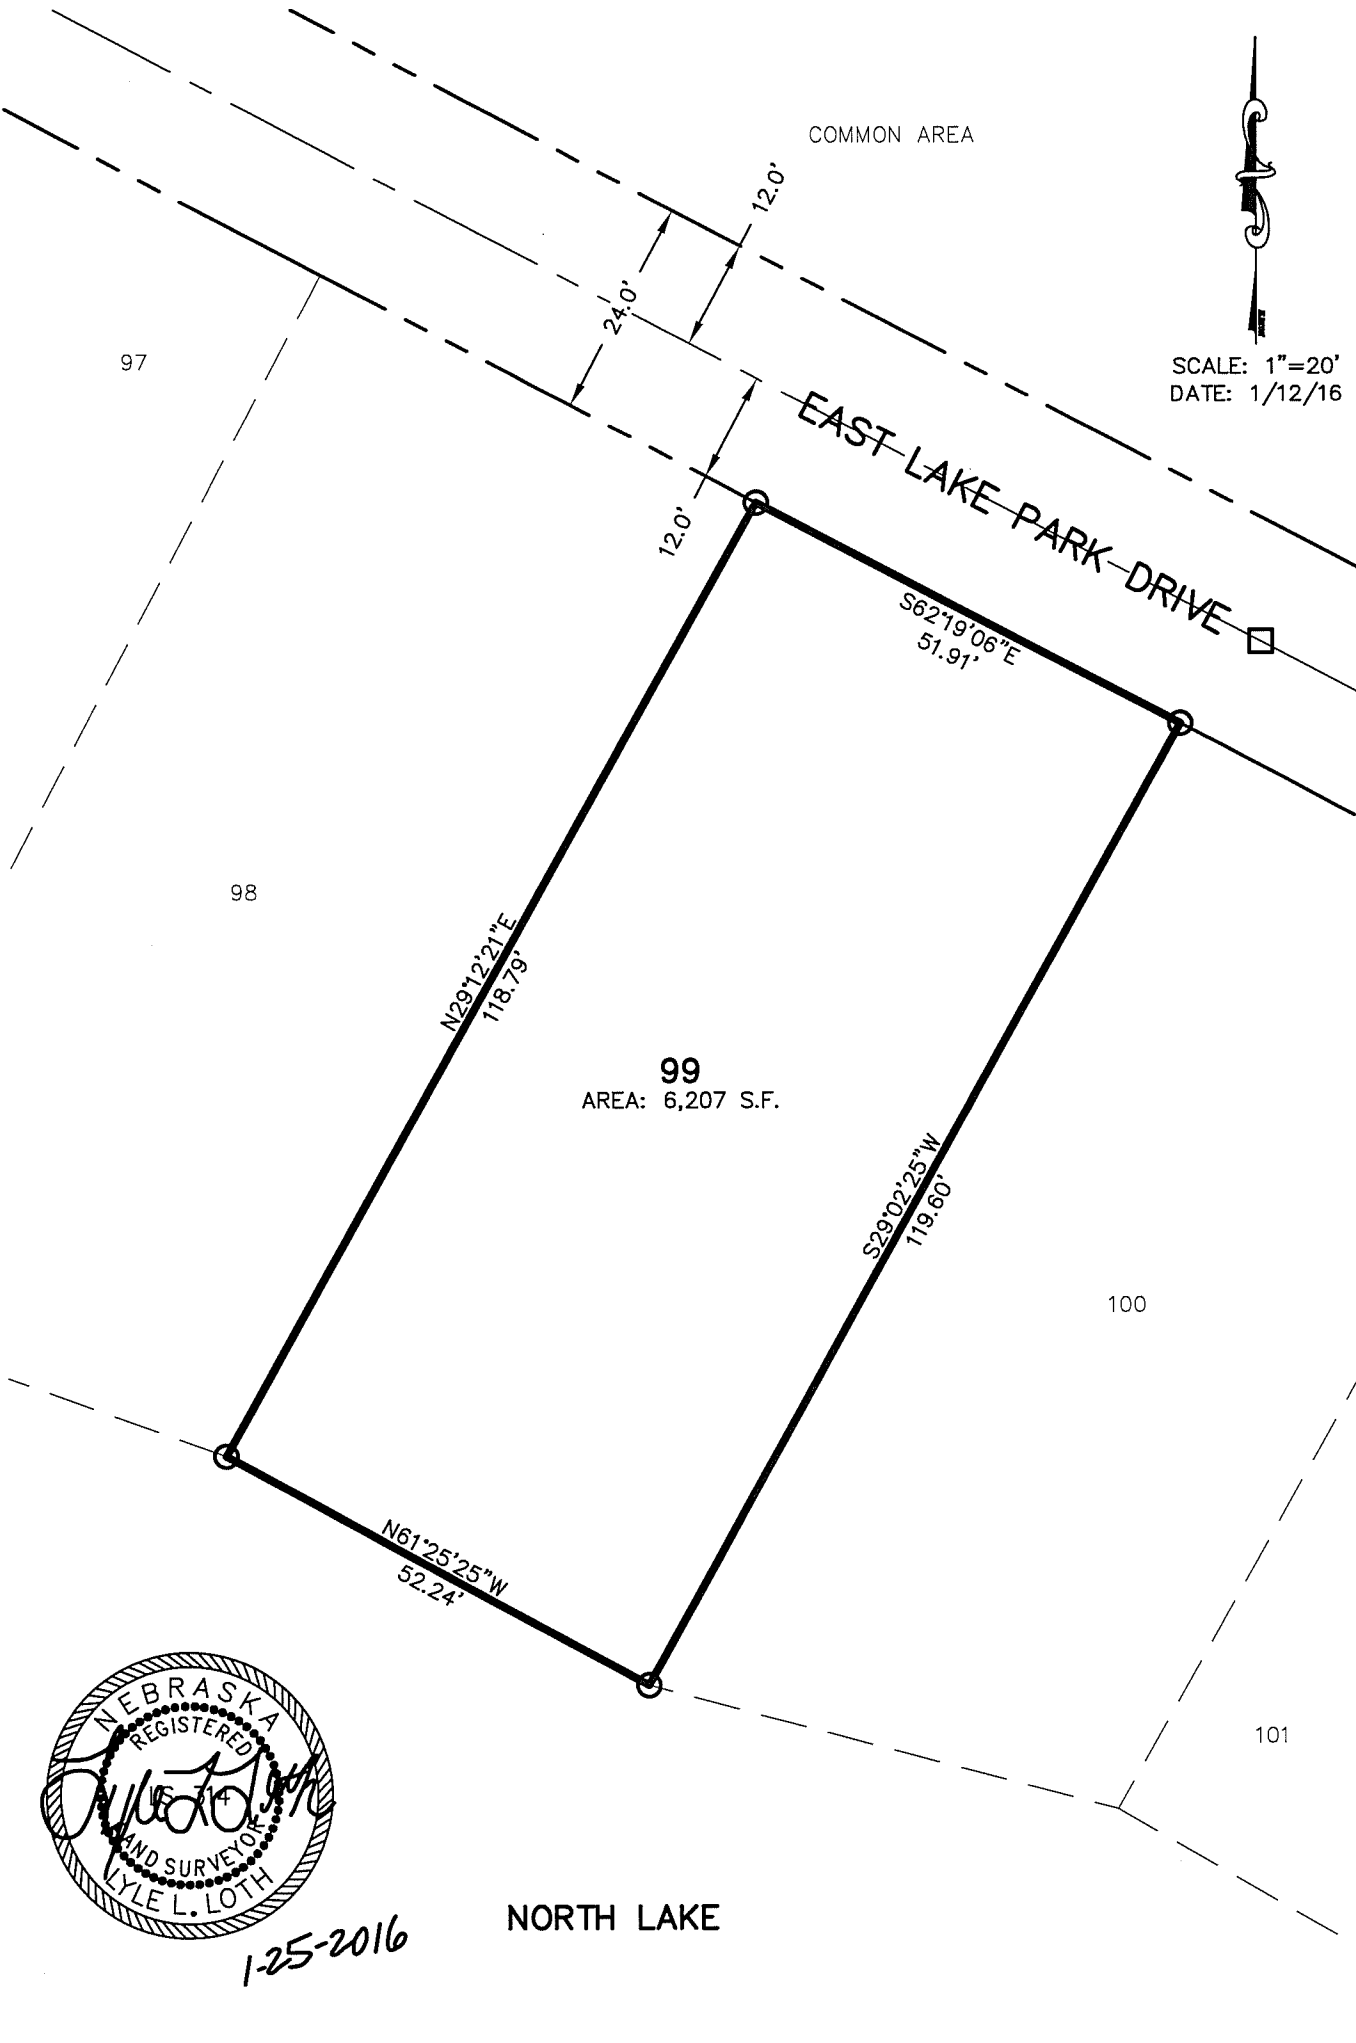 COMMON AREA
12.0'
24.0'
97
SCALE: 1"=20'
DATE: 1/12/16
EAST LAKE PARK DRIVE
12.0'
S62°19'06"E
51.91'
98
N29°12'21"E
118.79'
99
AREA: 6,207 S.F.
S29°02'25"W
119.60'
100
N61°25'25"W
52.24'
NEBRASKA
REGISTERED
LS 314
LAND SURVEYOR
LYLE L. LOTH
101
NORTH LAKE
1-25-2016